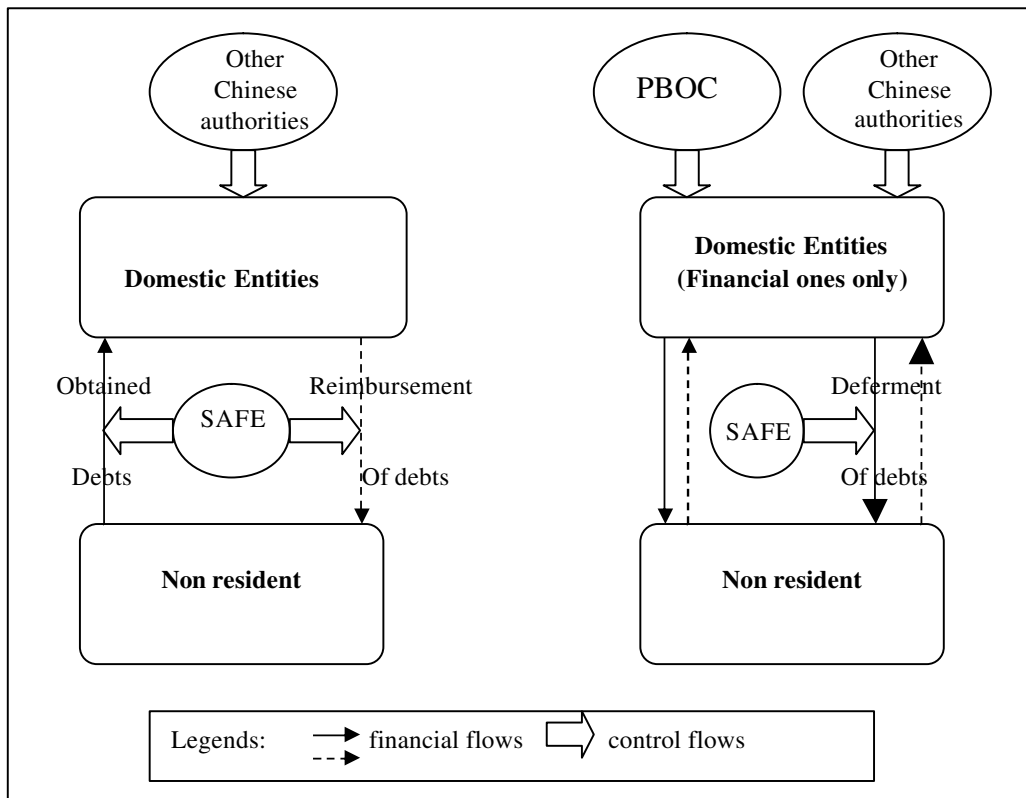 Other
Chinese
authorities
Domestic Entities
Obtained
Reimbursement
SAFE
Debts
Of debts
Non resident
PBOC
Other
Chinese
authorities
Domestic Entities
(Financial ones only)
Deferment
SAFE
Of debts
Non resident
Legends: financial flows control flows